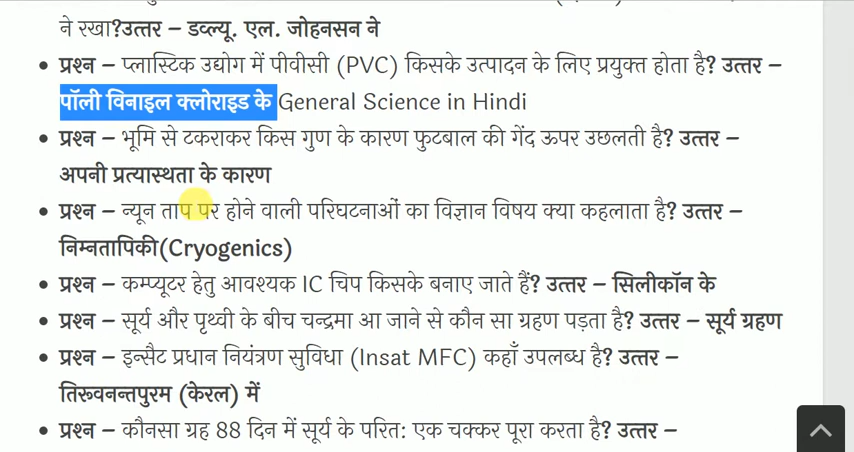 ने रखा?उत्तर – डव्ल्यू. एल. जोहनसन ने
प्रश्न – प्लास्टिक उद्योग में पीवीसी (PVC) किसके उत्पादन के लिए प्रयुक्त होता है? उत्तर –
पॉली विनाइल क्लोराइड के General Science in Hindi
प्रश्न – भूमि से टकराकर किस गुण के कारण फुटबाल की गेंद ऊपर उछलती है? उत्तर –
अपनी प्रत्यास्थता के कारण
प्रश्न – न्यून ताप पर होने वाली परिघटनाओं का विज्ञान विषय क्या कहलाता है? उत्तर –
निम्नतापिकी(Cryogenics)
प्रश्न – कम्प्यूटर हेतु आवश्यक IC चिप किसके बनाए जाते हैं? उत्तर – सिलीकॉन के
प्रश्न – सूर्य और पृथ्वी के बीच चन्द्रमा आ जाने से कौन सा ग्रहण पड़ता है? उत्तर – सूर्य ग्रहण
प्रश्न – इन्सैट प्रधान नियंत्रण सुविधा (Insat MFC) कहाँ उपलब्ध है? उत्तर –
तिरूवनन्तपुरम (केरल) में
प्रश्न – कौनसा ग्रह 88 दिन में सूर्य के परित: एक चक्कर पूरा करता है? उत्तर –